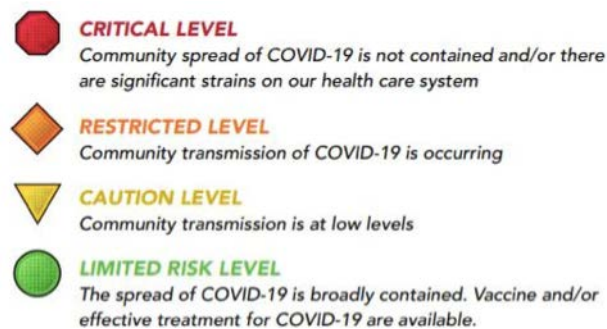 CRITICAL LEVEL
Community spread of COVID-19 is not contained and/or there
are significant strains on our health care system
RESTRICTED LEVEL
Community transmission of COVID-19 is occurring
CAUTION LEVEL
Community transmission is at low levels
LIMITED RISK LEVEL
The spread of COVID-19 is broadly contained. Vaccine and/or
effective treatment for COVID-19 are available.